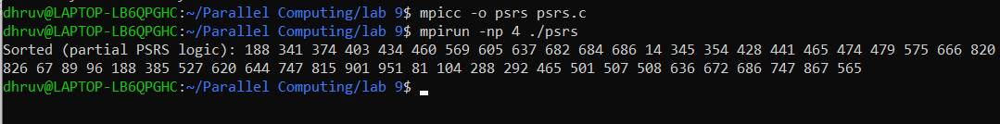 dhruv@LAPTOP-LB6QPGHC:~/Parallel Computing/lab 9$ mpicc -o psrs psrs.c
dhruv@LAPTOP-LB6QPGHC:~/Parallel Computing/lab 9$ mpirun -np 4 ./psrs
Sorted (partial PSRS logic): 188 341 374 403 434 460 569 605 637 682 684 686 14 345 354 428 441 465 474 479 575 666 820
826 67 89 96 188 385 527 620 644 747 815 901 951 81 104 288 292 465 501 507 508 636 672 686 747 867 565
dhruv@LAPTOP-LB6QPGHC:~/Parallel Computing/lab 9$